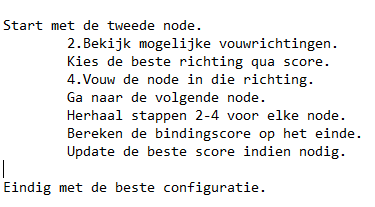 Start met de tweede node.
2.Bekijk mogelijke vouwrichtingen.
Kies de beste richting qua score.
4.Vouw de node in die richting.
Ga naar de volgende node.
Herhaal stappen 2-4 voor elke node.
Bereken de bindingscore op het einde.
Update de beste score indien nodig.
Eindig met de beste configuratie.